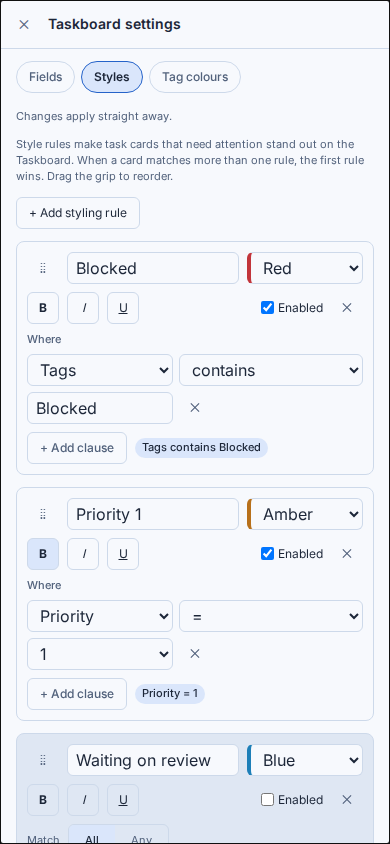 Taskboard settings
Fields Styles Tag colours
Changes apply straight away.
Style rules make task cards that need attention stand out on the
Taskboard. When a card matches more than one rule, the first rule
wins. Drag the grip to reorder.
+ Add styling rule
Blocked Red
B I U Enabled
Where
Tags contains
Blocked
+ Add clause Tags contains Blocked
Priority 1 Amber
B I U Enabled
Where
Priority =
1
+ Add clause Priority = 1
Waiting on review Blue
B I U Enabled
Match All Any